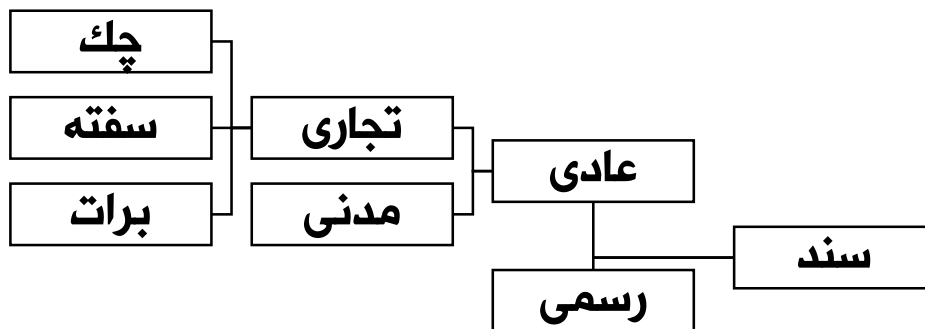 سند
عادی
رسمی
تجاری
مدنی
چك
سفته
برات